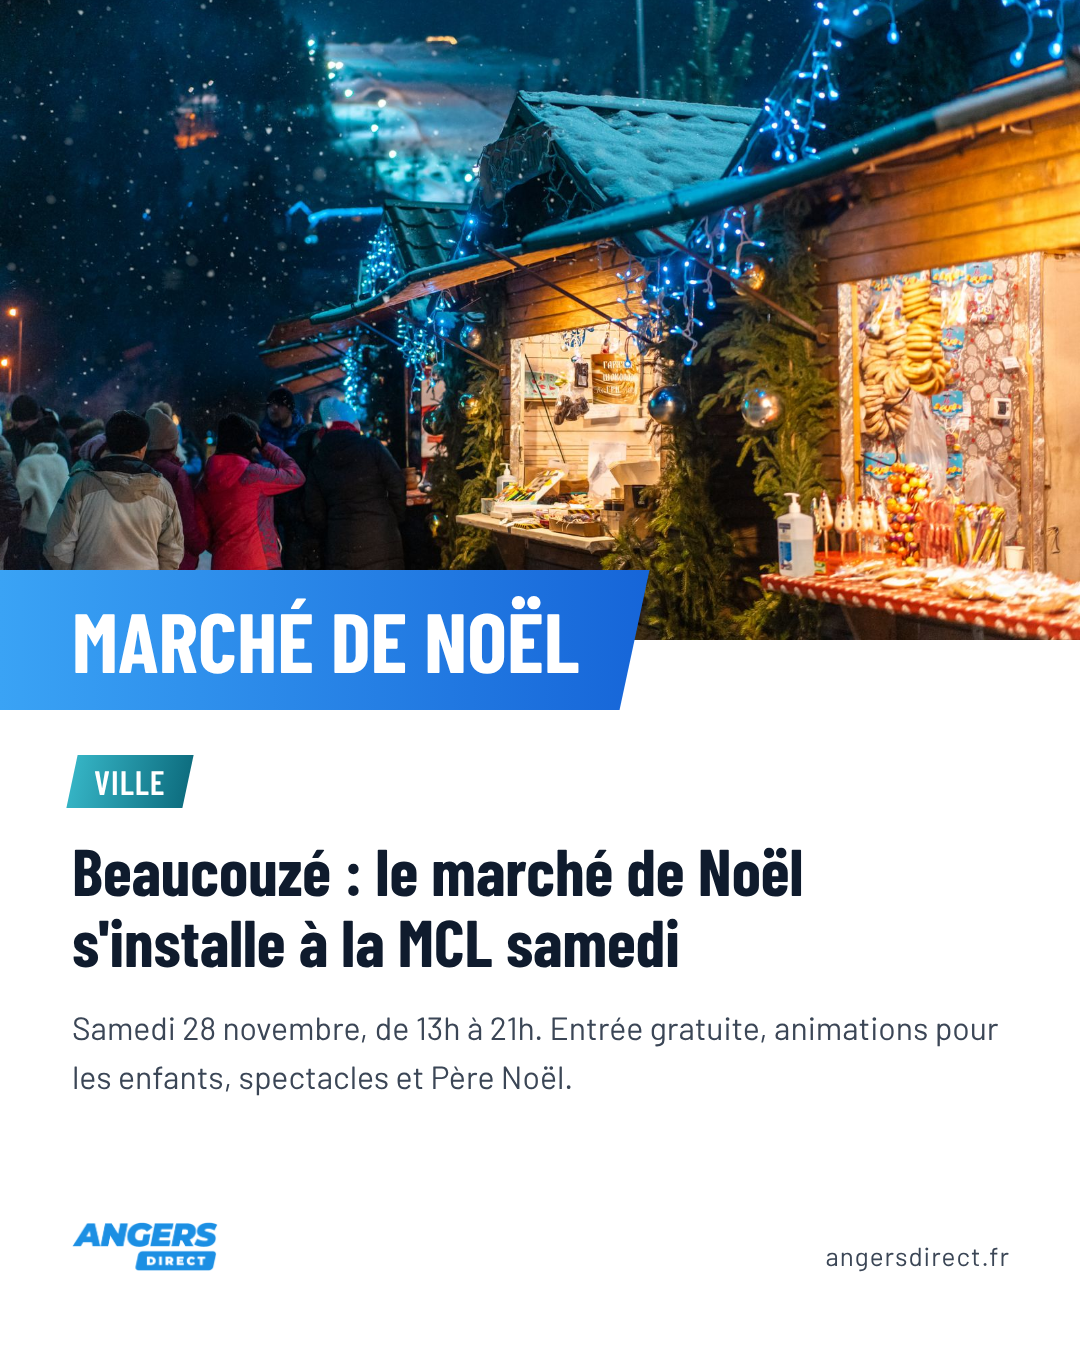 MARCHÉ DE NOËL
VILLE
Beaucouzé : le marché de Noël
s'installe à la MCL samedi
Samedi 28 novembre, de 13h à 21h. Entrée gratuite, animations pour
les enfants, spectacles et Père Noël.
ANGERS
DIRECT
angersdirect.fr